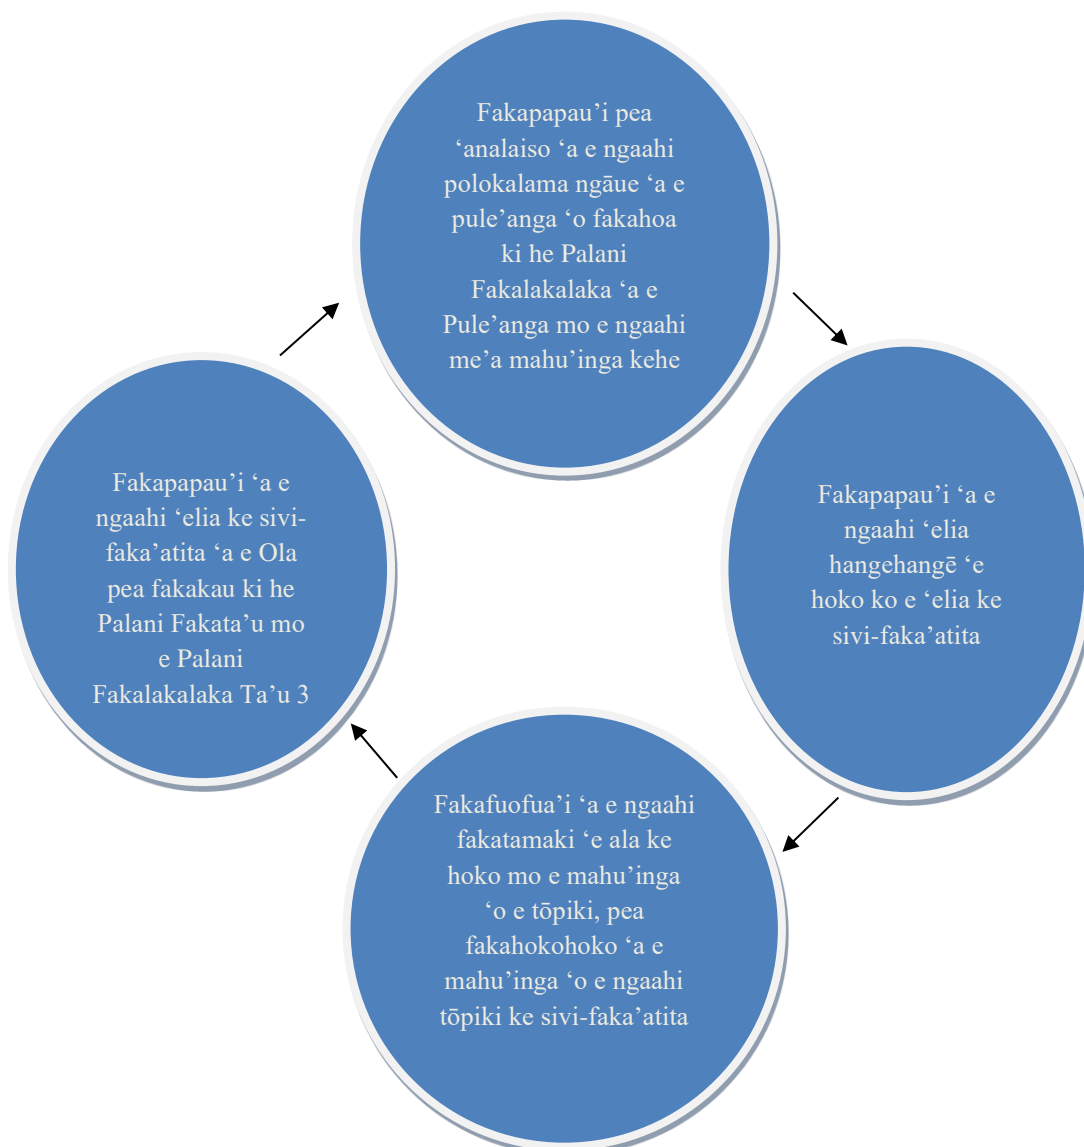 Fakapapau’i pea
‘analaiso ‘a e ngaahi
polokalama ngāue ‘a e
pule’anga ‘o fakahoa
ki he Palani
Fakalakalaka ‘a e
Pule’anga mo e ngaahi
me’a mahu’inga kehe
Fakapapau’i ‘a e
ngaahi ‘elia
hangehangē ‘e
hoko ko e ‘elia ke
sivi-faka’atita
Fakafuofua’i ‘a e ngaahi
fakatamaki ‘e ala ke
hoko mo e mahu’inga
‘o e tōpiki, pea
fakahokohoko ‘a e
mahu’inga ‘o e ngaahi
tōpiki ke sivi-faka’atita
Fakapapau’i ‘a e
ngaahi ‘elia ke sivi-
faka’atita ‘a e Ola
pea fakakau ki he
Palani Fakata’u mo
e Palani
Fakalakalaka Ta’u 3